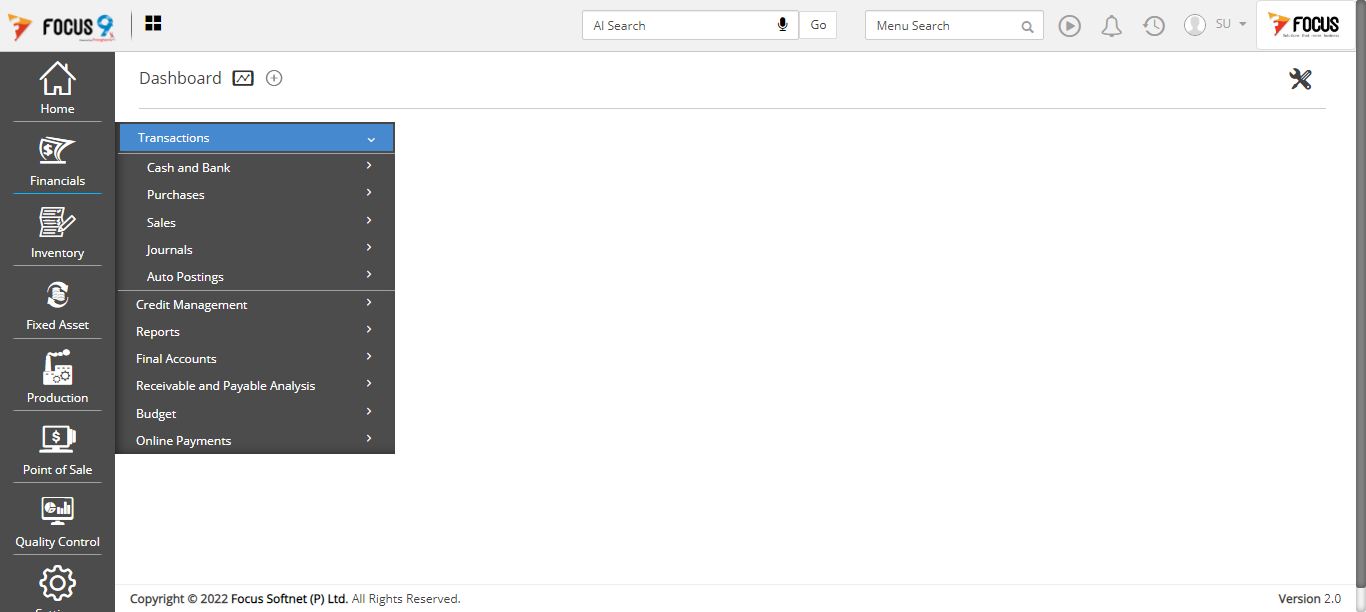 FOCUS 9
AI Search
Go
Menu Search
SU
FOCUS
Home
Financials
Inventory
Fixed Asset
Production
Point of Sale
Quality Control
Dashboard
Transactions
Cash and Bank
Purchases
Sales
Journals
Auto Postings
Credit Management
Reports
Final Accounts
Receivable and Payable Analysis
Budget
Online Payments
Copyright © 2022 Focus Softnet (P) Ltd. All Rights Reserved.
Version 2.0